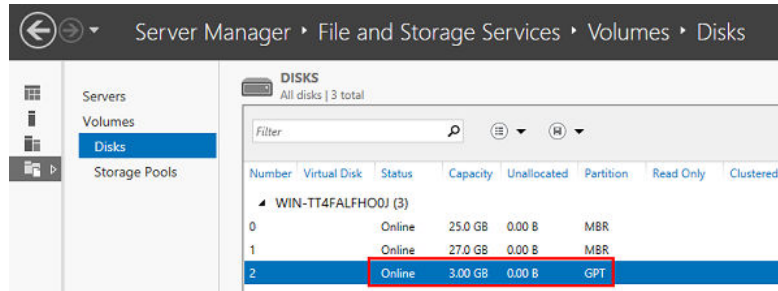 Server Manager ‣ File and Storage Services ‣ Volumes ‣ Disks
Servers
Volumes
Disks
Storage Pools
DISKS
All disks | 3 total
Filter
Number Virtual Disk Status Capacity Unallocated Partition Read Only Clustered
WIN-TT4FALFHO0J (3)
0 Online 25.0 GB 0.00 B MBR
1 Online 27.0 GB 0.00 B MBR
2 Online 3.00 GB 0.00 B GPT